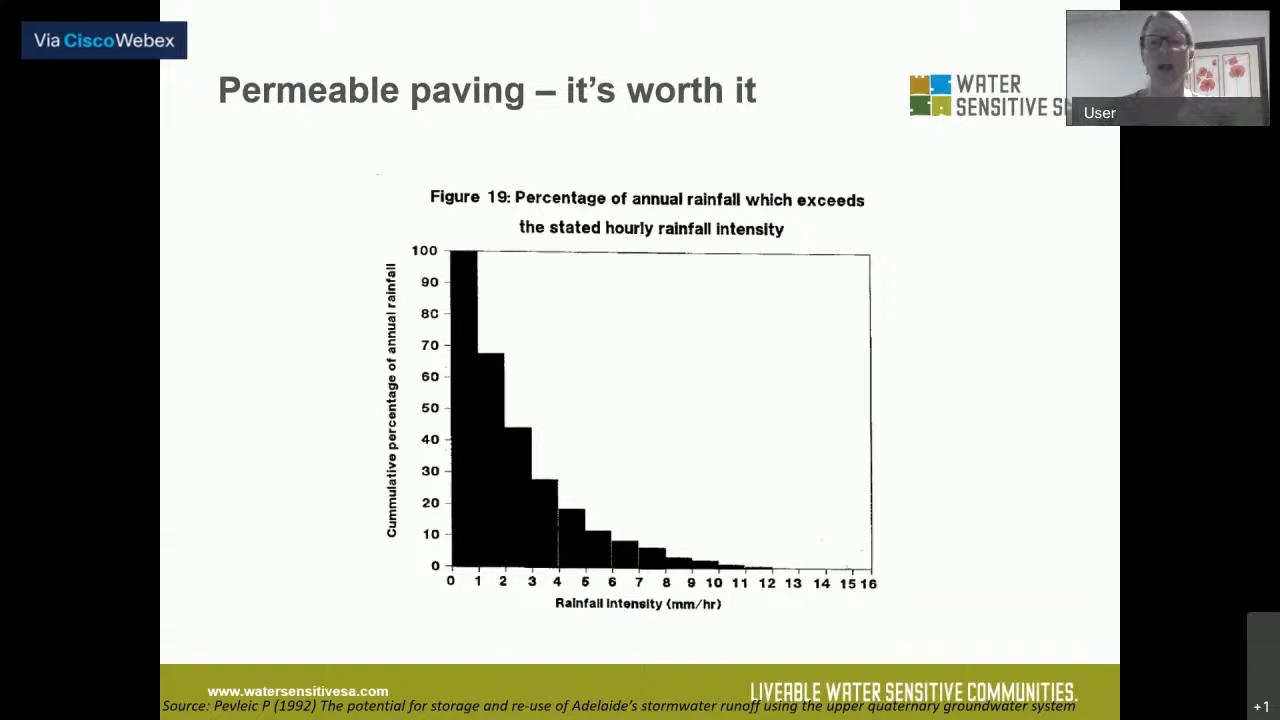 Via CiscoWebex
Permeable paving – it's worth it
WATER
SENSITIVE S
User
Figure 19: Percentage of annual rainfall which exceeds
the stated hourly rainfall intensity
Cummulative percentage of annual rainfall
100
90
80
70
60
50
40
30
20
10
0
0 1 2 3 4 5 6 7 8 9 10 11 12 13 14 15 16
Rainfall intensity (mm/hr)
www.watersensitivesa.com
LIVEABLE WATER SENSITIVE COMMUNITIES.
Source: Pevleic P (1992) The potential for storage and re-use of Adelaide's stormwater runoff using the upper quaternary groundwater system
+1